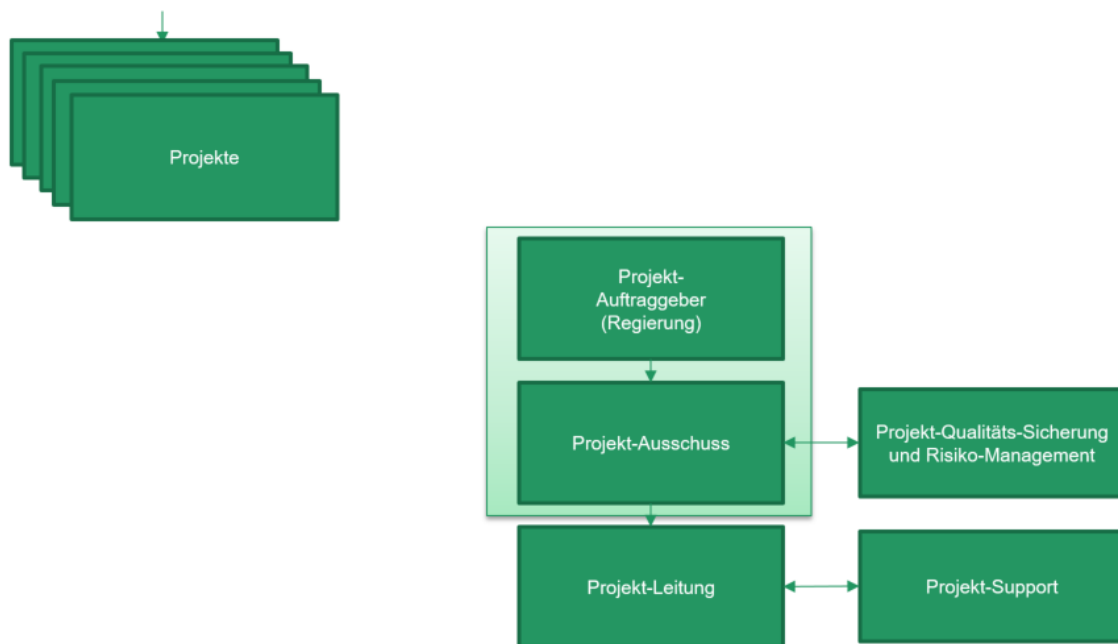 Projekte
Projekt-
Auftraggeber
(Regierung)
Projekt-Ausschuss
Projekt-Qualitäts-Sicherung
und Risiko-Management
Projekt-Leitung
Projekt-Support